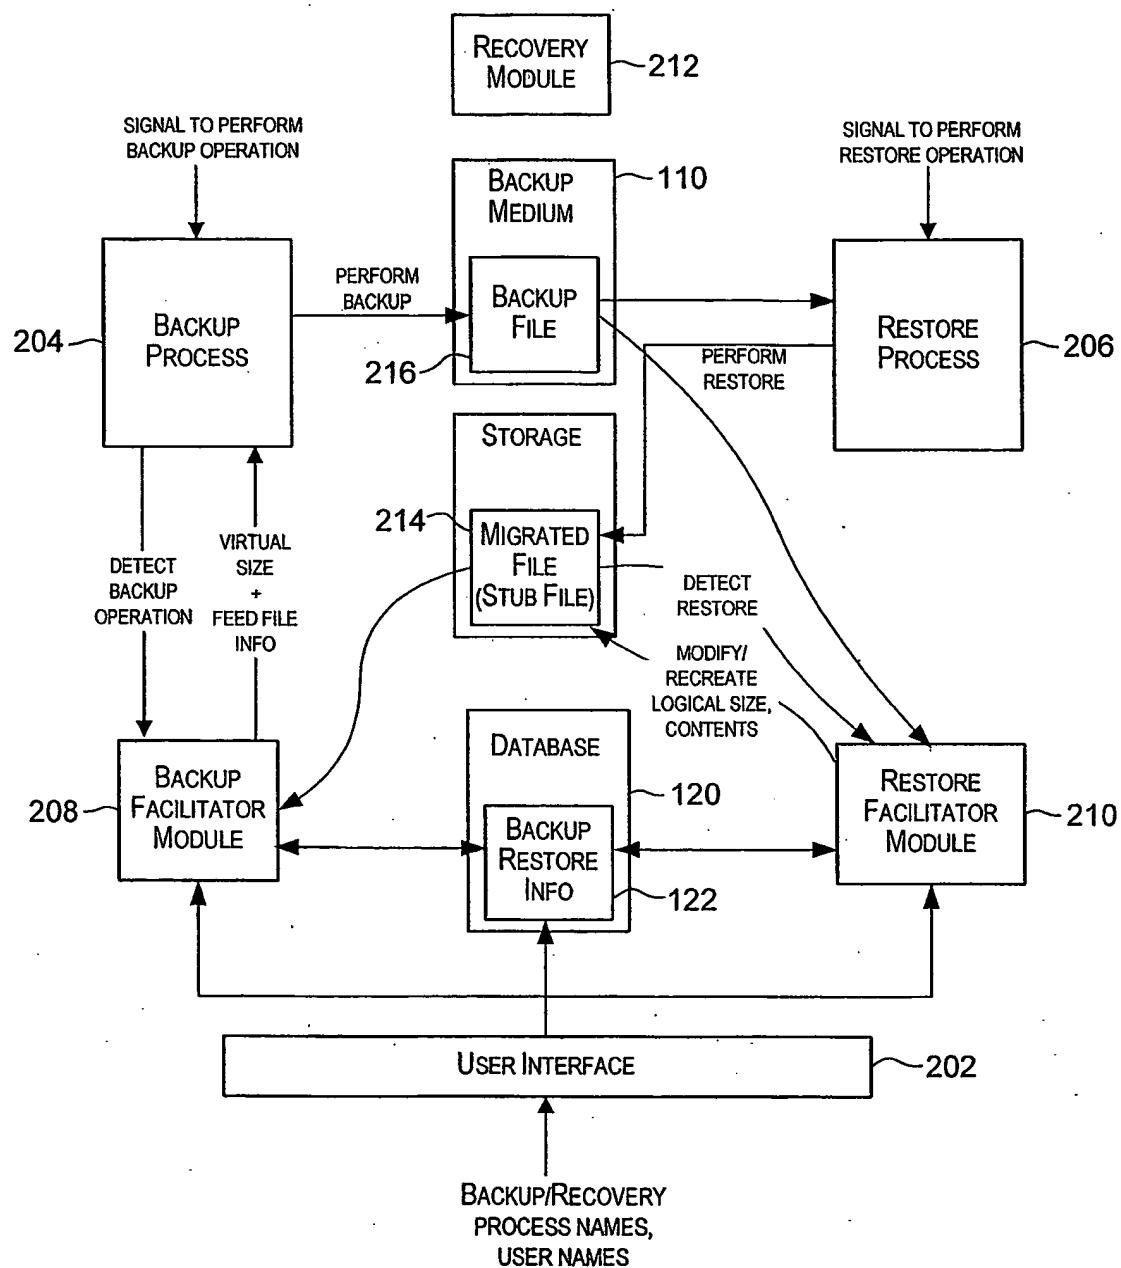 RECOVERY
MODULE
212
SIGNAL TO PERFORM
BACKUP OPERATION
SIGNAL TO PERFORM
RESTORE OPERATION
BACKUP
MEDIUM
110
PERFORM
BACKUP
BACKUP
FILE
216
BACKUP
PROCESS
204
RESTORE
PROCESS
206
PERFORM
RESTORE
STORAGE
214
MIGRATED
FILE
(STUB FILE)
DETECT
BACKUP
OPERATION
VIRTUAL
SIZE
+
FEED FILE
INFO
DETECT
RESTORE
MODIFY/
RECREATE
LOGICAL SIZE,
CONTENTS
DATABASE
120
BACKUP
FACILITATOR
MODULE
208
BACKUP
RESTORE
INFO
122
RESTORE
FACILITATOR
MODULE
210
USER INTERFACE
202
BACKUP/RECOVERY
PROCESS NAMES,
USER NAMES